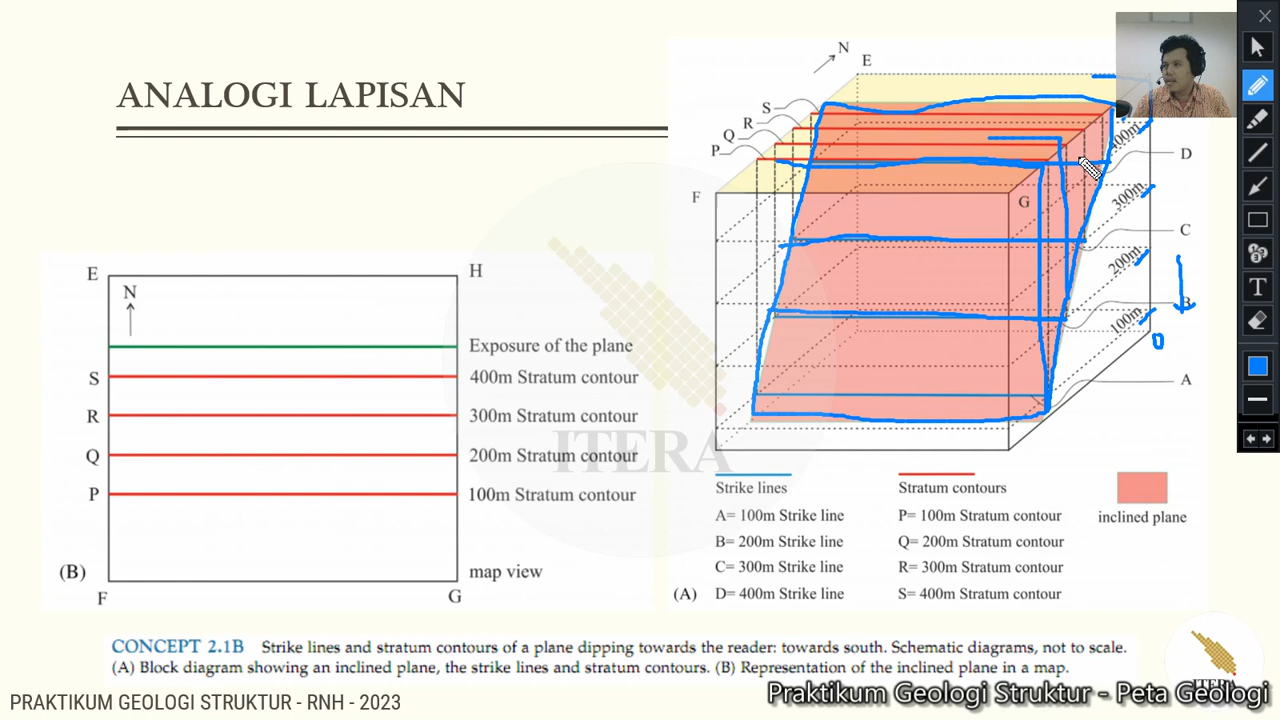 ANALOGI LAPISAN
N
E
S
R
Q
P
F
G
400m
D
300m
C
200m
B
100m
0
A
E
H
N
Exposure of the plane
S
400m Stratum contour
R
300m Stratum contour
Q
200m Stratum contour
P
100m Stratum contour
(B)
map view
F
G
ITERA
Strike lines
Stratum contours
inclined plane
A= 100m Strike line
P= 100m Stratum contour
B= 200m Strike line
Q= 200m Stratum contour
C= 300m Strike line
R= 300m Stratum contour
(A) D= 400m Strike line
S= 400m Stratum contour
CONCEPT 2.1B Strike lines and stratum contours of a plane dipping towards the reader: towards south. Schematic diagrams, not to scale.
(A) Block diagram showing an inclined plane, the strike lines and stratum contours. (B) Representation of the inclined plane in a map.
ITERA
PRAKTIKUM GEOLOGI STRUKTUR - RNH - 2023
Praktikum Geologi Struktur - Peta Geologi
T